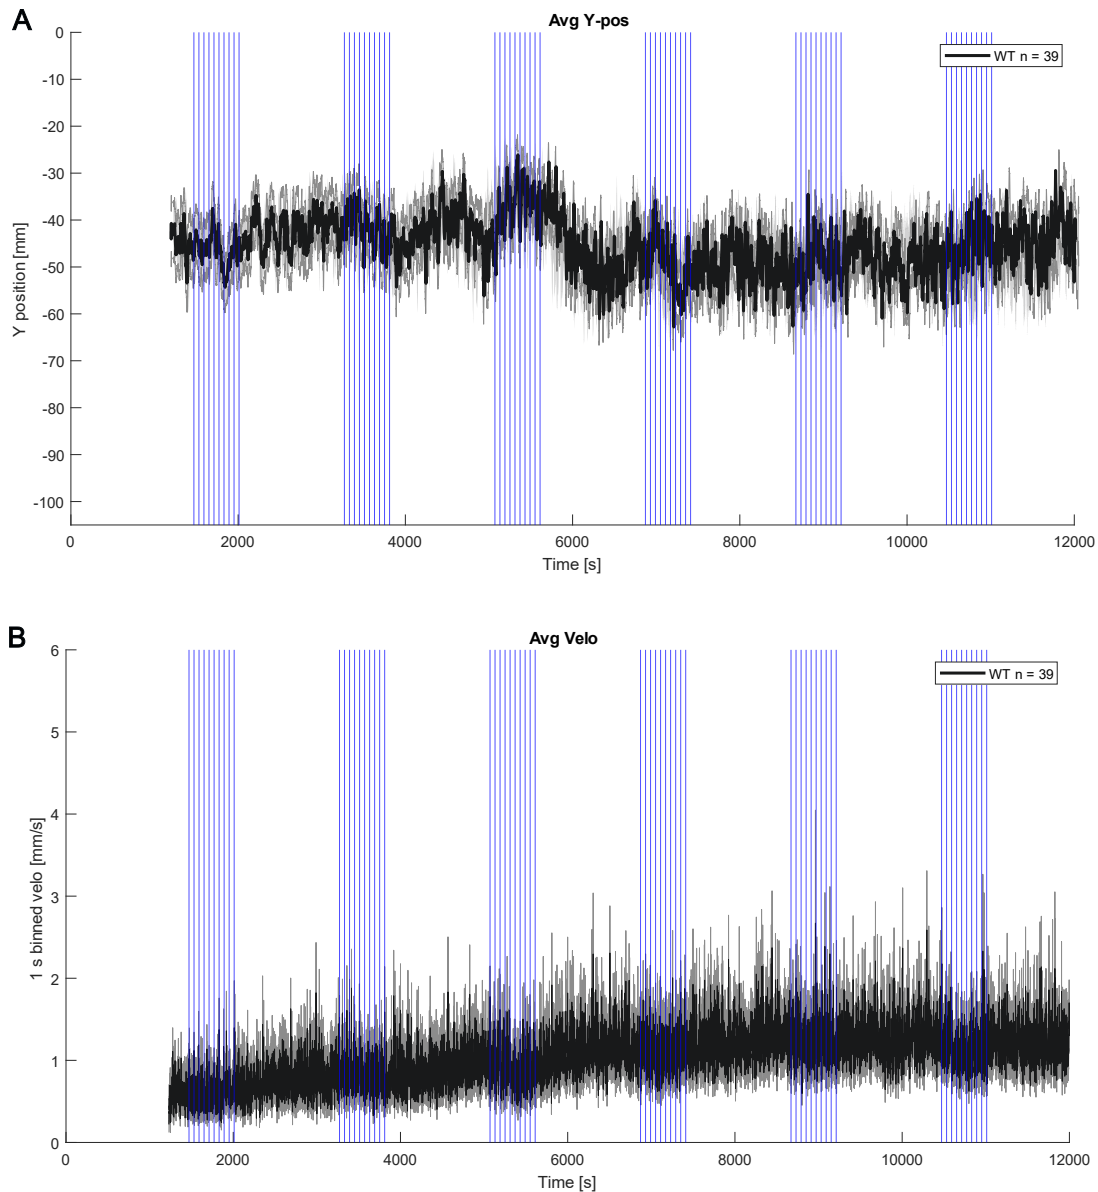 A
Avg Y-pos
WT n = 39
0
-10
-20
-30
-40
-50
-60
-70
-80
-90
-100
Y position [mm]
0 2000 4000 6000 8000 10000 12000
Time [s]
B
Avg Velo
WT n = 39
6
5
4
3
2
1
0
1 s binned velo [mm/s]
0 2000 4000 6000 8000 10000 12000
Time [s]